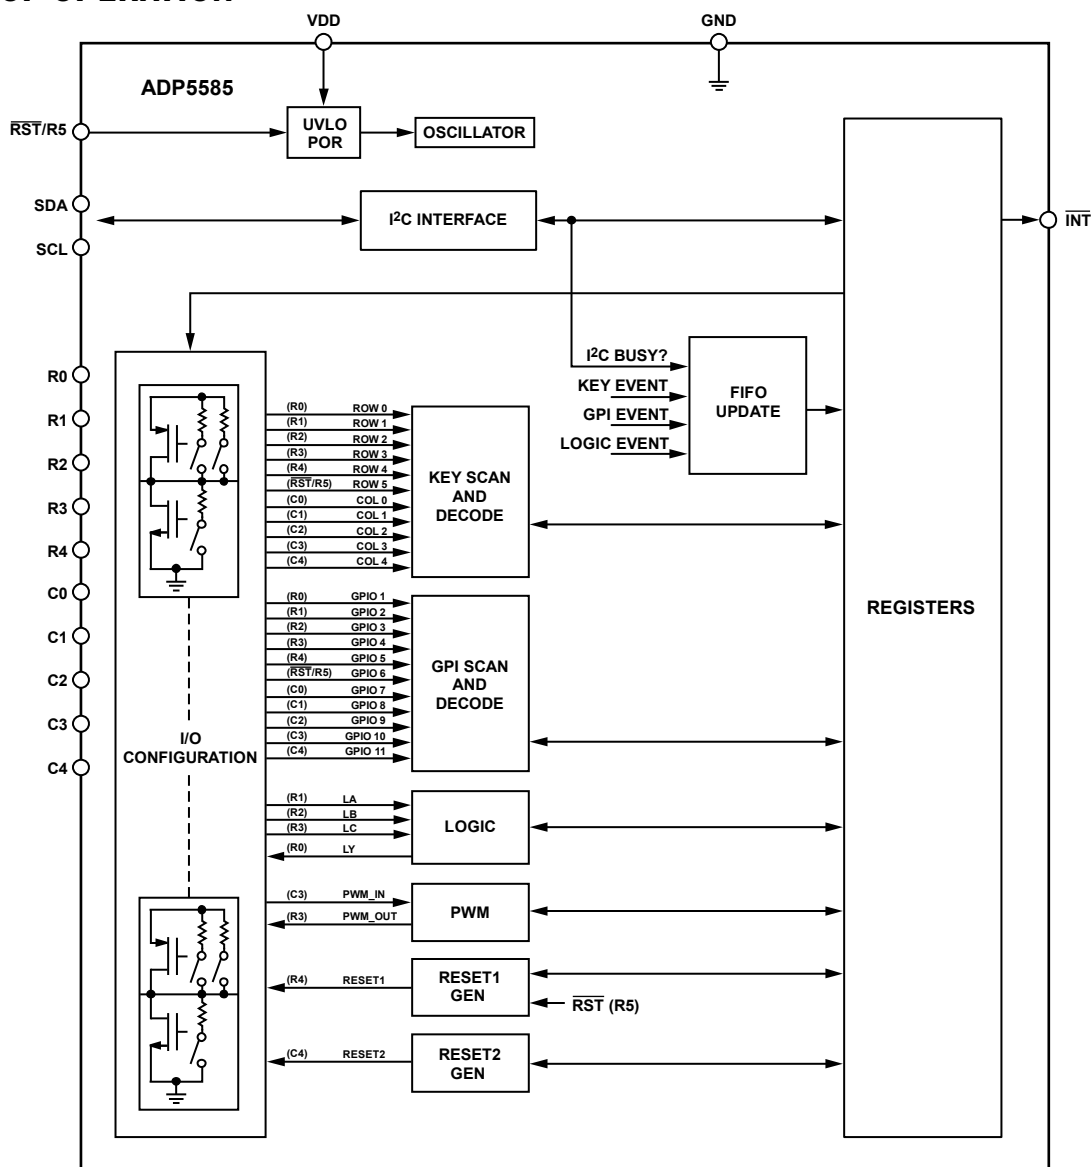 VDD
GND
ADP5585
RST/R5
UVLO
POR
OSCILLATOR
SDA
I2C INTERFACE
INT
SCL
R0
R1
R2
R3
R4
C0
C1
C2
C3
C4
I2C BUSY?
KEY EVENT
GPI EVENT
LOGIC EVENT
FIFO
UPDATE
(R0) ROW 0
(R1) ROW 1
(R2) ROW 2
(R3) ROW 3
(R4) ROW 4
(RST/R5) ROW 5
(C0) COL 0
(C1) COL 1
(C2) COL 2
(C3) COL 3
(C4) COL 4
KEY SCAN
AND
DECODE
REGISTERS
(R0) GPIO 1
(R1) GPIO 2
(R2) GPIO 3
(R3) GPIO 4
(R4) GPIO 5
(RST/R5) GPIO 6
(C0) GPIO 7
(C1) GPIO 8
(C2) GPIO 9
(C3) GPIO 10
(C4) GPIO 11
GPI SCAN
AND
DECODE
I/O
CONFIGURATION
(R1) LA
(R2) LB
(R3) LC
(R0) LY
LOGIC
(C3) PWM_IN
(R3) PWM_OUT
PWM
(R4) RESET1
RESET1
GEN
RST (R5)
(C4) RESET2
RESET2
GEN